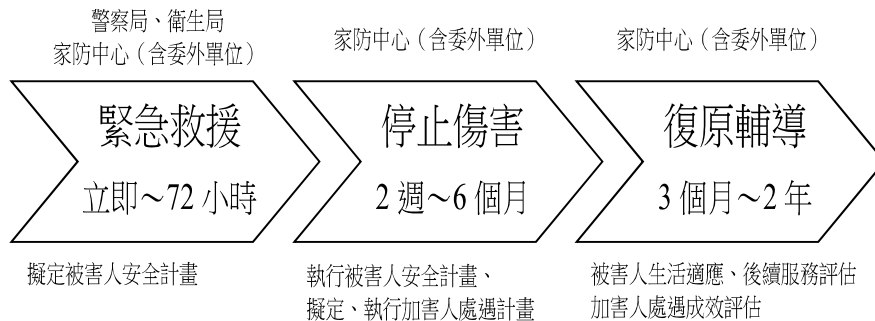 警察局、衛生局
家防中心（含委外單位）
緊急救援
立即～72 小時
擬定被害人安全計畫
家防中心（含委外單位）
停止傷害
2 週～6 個月
執行被害人安全計畫、
擬定、執行加害人處遇計畫
家防中心（含委外單位）
復原輔導
3 個月～2 年
被害人生活適應、後續服務評估
加害人處遇成效評估